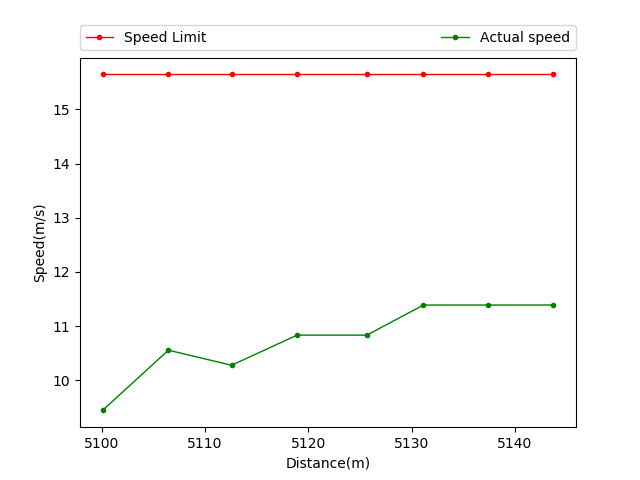 Speed Limit
Actual speed
15
14
13
12
11
10
Speed(m/s)
5100
5110
5120
5130
5140
Distance(m)